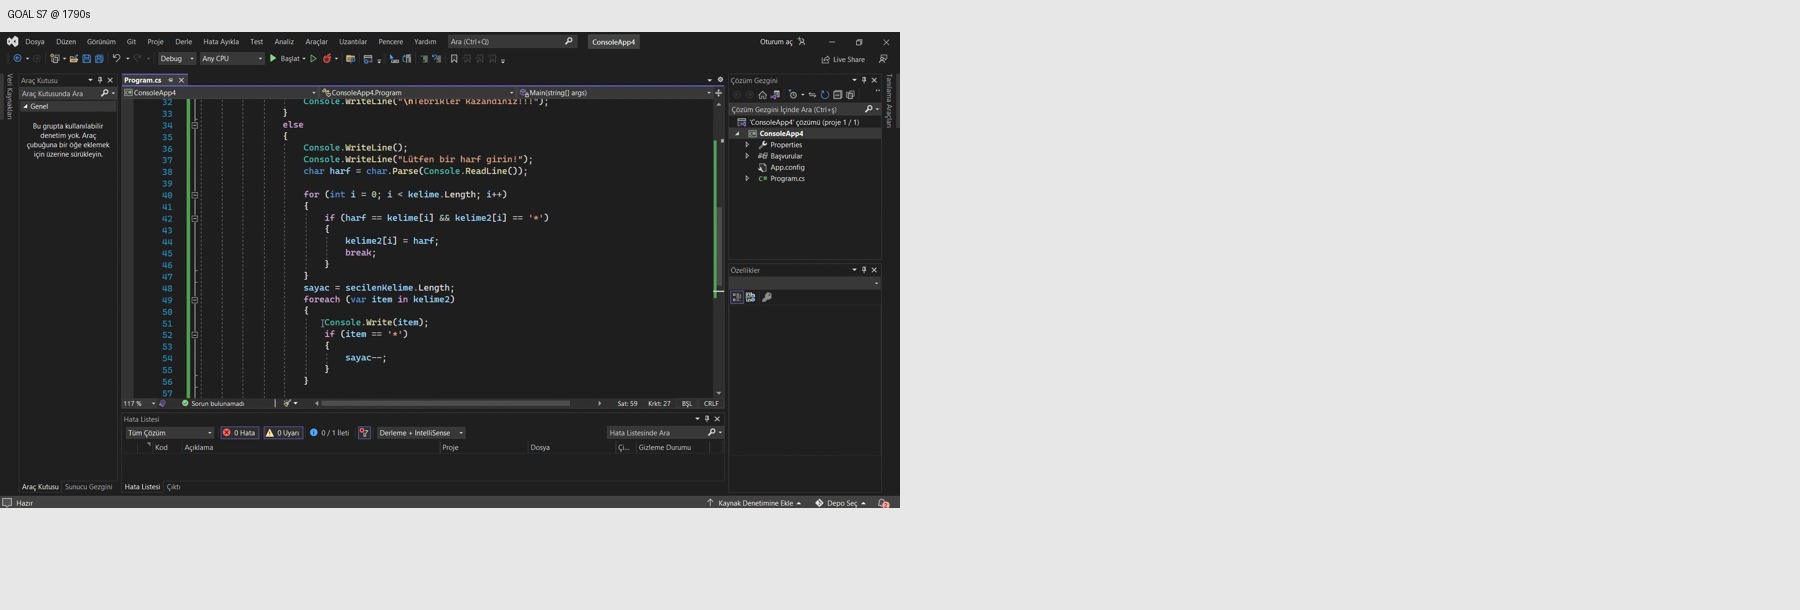 GOAL S7 @ 1790s
Dosya Düzen Görünüm Git Proje Derle Hata Ayıkla Test Analiz Araçlar Uzantılar Pencere Yardım Ara (Ctrl+Q) ConsoleApp4 Oturum aç
Debug Any CPU Başlat Live Share
Veri Kaynakları
Araç Kutusu
Araç Kutusunda Ara
Genel
Bu grupta kullanılabilir
denetim yok. Araç
çubuğuna bir öğe eklemek
için üzerine sürükleyin.
Araç Kutusu Sunucu Gezgini
Program.cs
ConsoleApp4 ConsoleApp4.Program Main(string[] args)
32 Console.WriteLine("\nTebrikler Kazandınız!!!");
33 }
34 else
35 {
36 Console.WriteLine();
37 Console.WriteLine("Lütfen bir harf girin!");
38 char harf = char.Parse(Console.ReadLine());
39
40 for (int i = 0; i < kelime.Length; i++)
41 {
42 if (harf == kelime[i] && kelime2[i] == '*')
43 {
44 kelime2[i] = harf;
45 break;
46 }
47 }
48 sayac = secilenKelime.Length;
49 foreach (var item in kelime2)
50 {
51 Console.Write(item);
52 if (item == '*')
53 {
54 sayac--;
55 }
56 }
57
117 % Sorun bulunamadı Sat: 59 Krkt: 27 BŞL CRLF
Hata Listesi
Tüm Çözüm 0 Hata 0 Uyarı 0 / 1 İleti Derleme + IntelliSense Hata Listesinde Ara
Kod Açıklama Proje Dosya Çi... Gizleme Durumu
Hata Listesi Çıktı
Çözüm Gezgini
Çözüm Gezgini İçinde Ara (Ctrl+ş)
'ConsoleApp4' çözümü (proje 1 / 1)
ConsoleApp4
Properties
Başvurular
App.config
C# Program.cs
Özellikler
Tanılama Araçları
Hazır Kaynak Denetimine Ekle Depo Seç